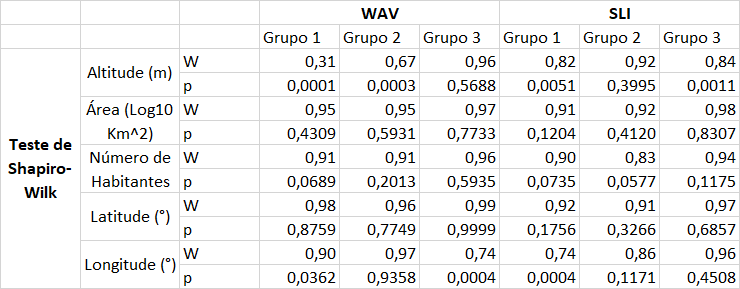 WAV SLI
Grupo 1 Grupo 2 Grupo 3 Grupo 1 Grupo 2 Grupo 3
Teste de Shapiro-Wilk
Altitude (m) W 0,31 0,67 0,96 0,82 0,92 0,84
p 0,0001 0,0003 0,5688 0,0051 0,3995 0,0011
Área (Log10 Km^2) W 0,95 0,95 0,97 0,91 0,92 0,98
p 0,4309 0,5931 0,7733 0,1204 0,4120 0,8307
Número de Habitantes W 0,91 0,91 0,96 0,90 0,83 0,94
p 0,0689 0,2013 0,5935 0,0735 0,0577 0,1175
Latitude (°) W 0,98 0,96 0,99 0,92 0,91 0,97
p 0,8759 0,7749 0,9999 0,1756 0,3266 0,6857
Longitude (°) W 0,90 0,97 0,74 0,74 0,86 0,96
p 0,0362 0,9358 0,0004 0,0004 0,1171 0,4508